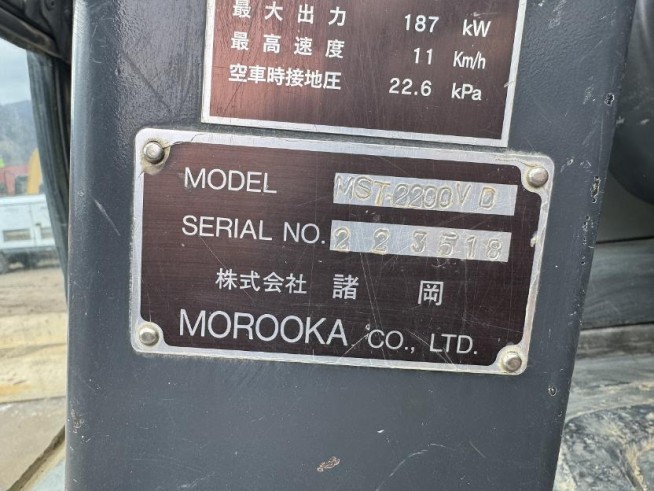 最大出力 187 kW
最高速度 11 Km/h
空車時接地圧 22.6 kPa
MODEL MST-2200VD
SERIAL NO. 223518
株式会社 諸岡
MOROOKA CO., LTD.